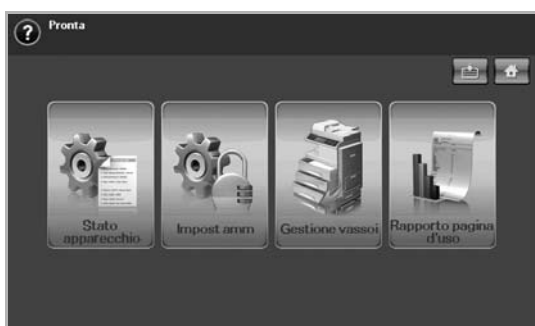 ?
Pronta
Stato
apparecchio
Impost amm
Gestione vassoi
Rapporto pagina
d'uso